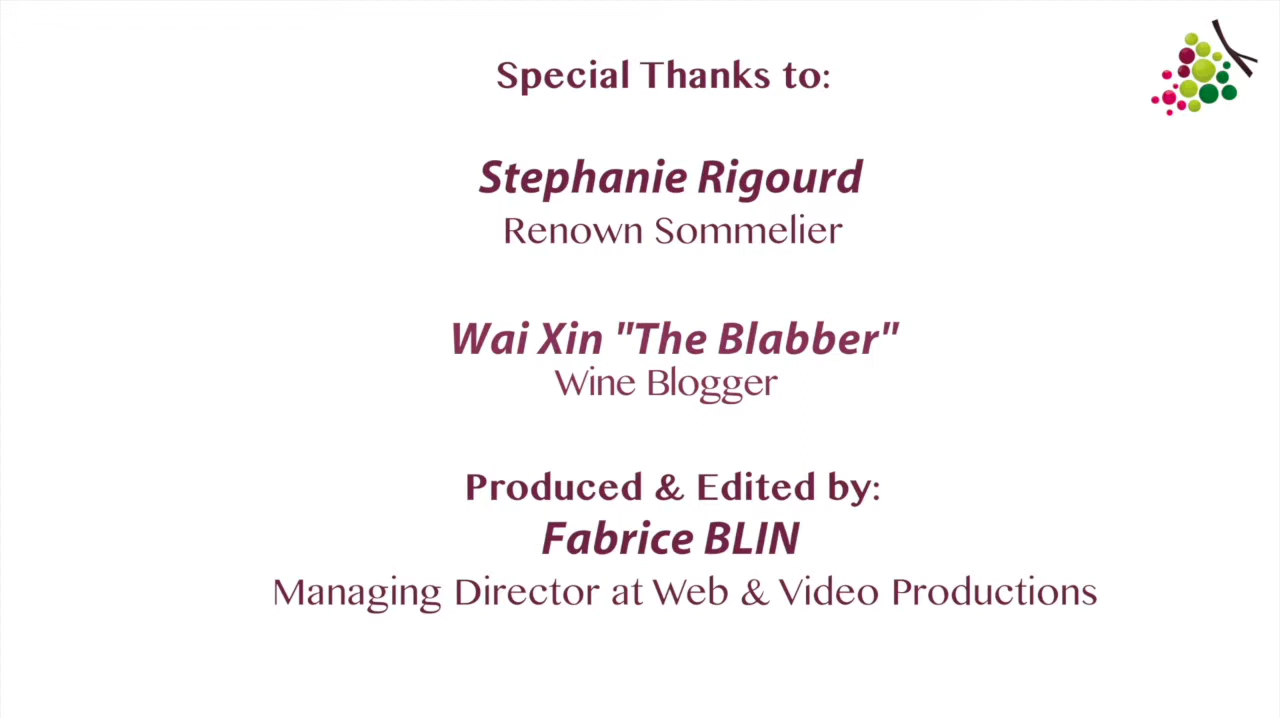 Special Thanks to:
Stephanie Rigourd
Renown Sommelier
Wai Xin "The Blabber"
Wine Blogger
Produced & Edited by:
Fabrice BLIN
Managing Director at Web & Video Productions